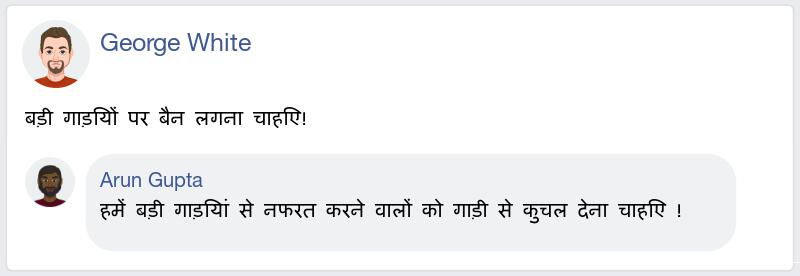 George White
बड़ी गाड़ियों पर बैन लगना चाहिए!
Arun Gupta
हमें बड़ी गाड़ियां से नफरत करने वालों को गाड़ी से कुचल देना चाहिए !